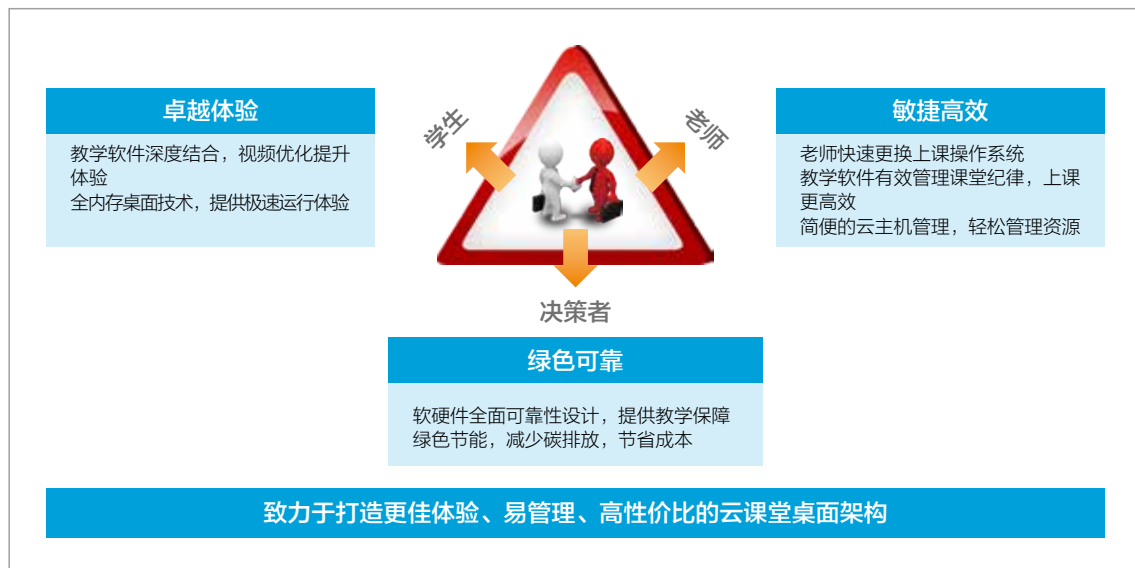 卓越体验
教学软件深度结合，视频优化提升
体验
全内存桌面技术，提供极速运行体验
学生
老师
敏捷高效
老师快速更换上课操作系统
教学软件有效管理课堂纪律，上课
更高效
简便的云主机管理，轻松管理资源
决策者
绿色可靠
软硬件全面可靠性设计，提供教学保障
绿色节能，减少碳排放，节省成本
致力于打造更佳体验、易管理、高性价比的云课堂桌面架构